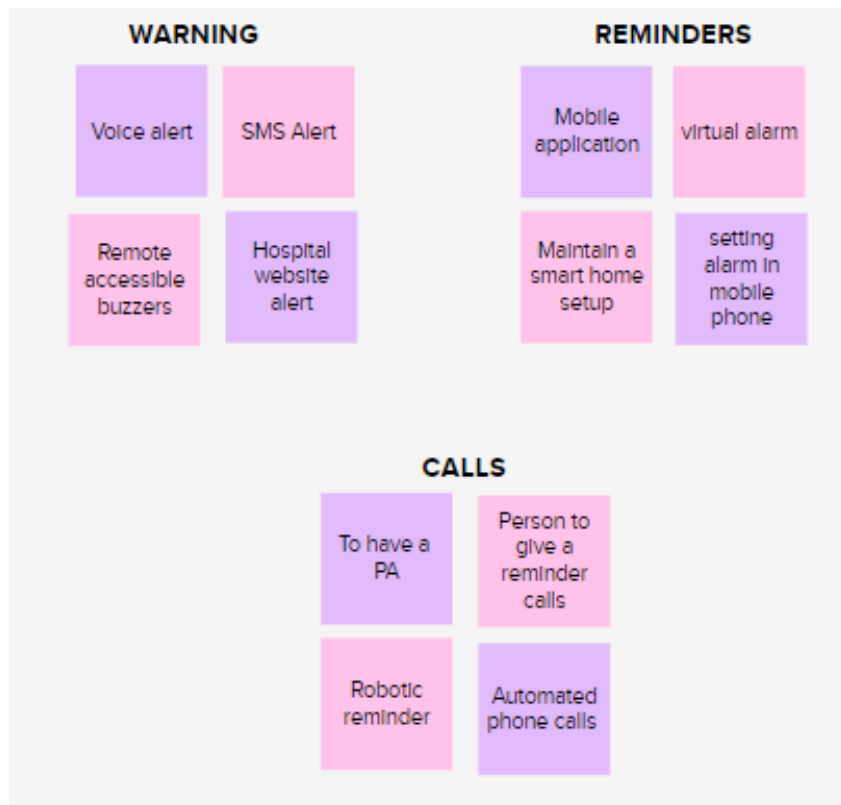 WARNING
Voice alert
SMS Alert
Remote
accessible
buzzers
Hospital
website
alert
REMINDERS
Mobile
application
virtual alarm
Maintain a
smart home
setup
setting
alarm in
mobile
phone
CALLS
To have a
PA
Person to
give a
reminder
calls
Robotic
reminder
Automated
phone calls